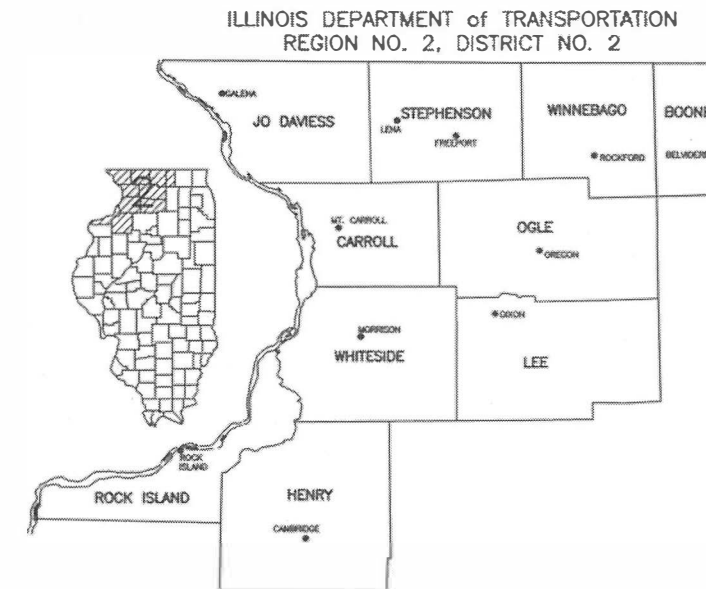 ILLINOIS DEPARTMENT of TRANSPORTATION
REGION NO. 2, DISTRICT NO. 2
GALENA
JO DAVIESS
STEPHENSON
LENA
FREEPORT
WINNEBAGO
ROCKFORD
BOONE
BELVIDERE
2
MT. CARROLL
CARROLL
OGLE
OREGON
MORRISON
WHITESIDE
DIXON
LEE
ROCK
ISLAND
ROCK ISLAND
HENRY
CAMBRIDGE